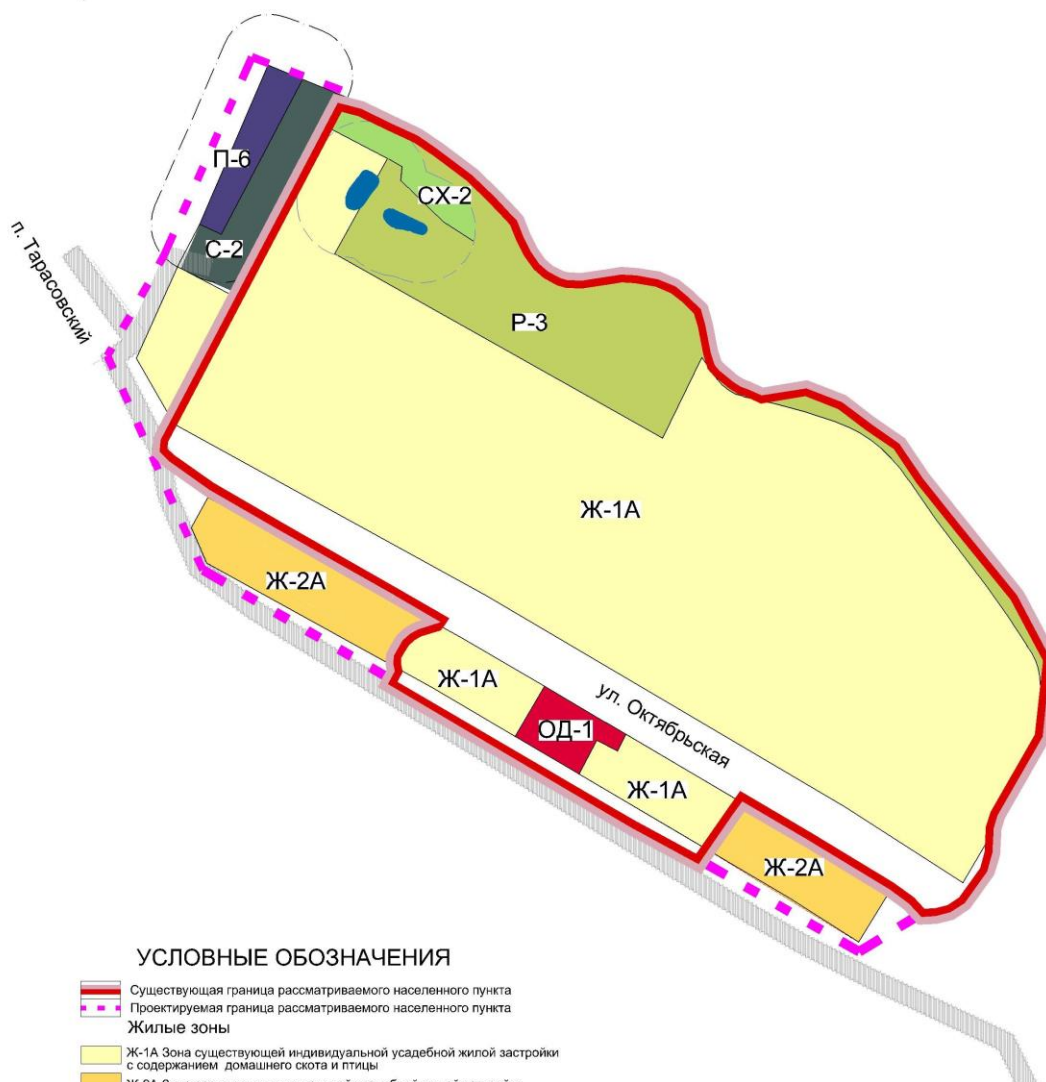 П-6
СХ-2
С-2
п. Тарасовский
Р-3
Ж-1А
Ж-2А
Ж-1А
ул. Октябрьская
ОД-1
Ж-1А
Ж-2А
УСЛОВНЫЕ ОБОЗНАЧЕНИЯ
Существующая граница рассматриваемого населенного пункта
Проектируемая граница рассматриваемого населенного пункта
Жилые зоны
Ж-1А Зона существующей индивидуальной усадебной жилой застройки
с содержанием домашнего скота и птицы